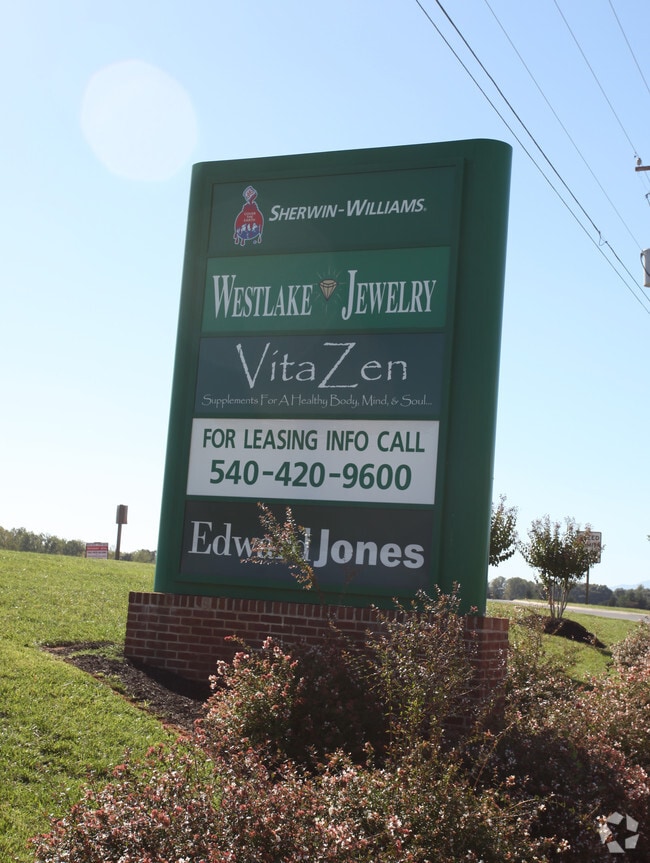 SHERWIN-WILLIAMS.
WESTLAKE JEWELRY
VitaZen
Supplements For A Healthy Body, Mind, & Soul...
FOR LEASING INFO CALL
540-420-9600
Edward Jones